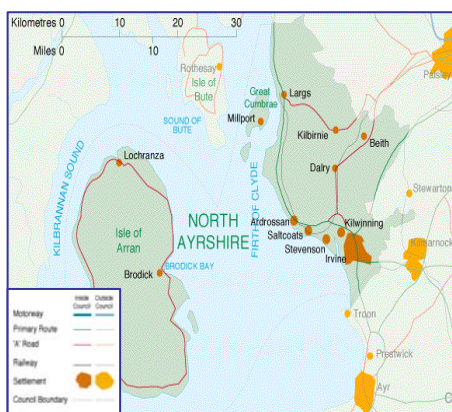 Kilometres 0 10 20 30
Miles 0 10 16
Rothesay
Isle of
Bute
Great
Cumbrae
Largs
Paisley
Millport
SOUND OF
BUTE
Kilbirnie
Beith
Lochranza
Dalry
KILBRANNAN SOUND
FIRTH OF CLYDE
Stewarton
Isle of
Arran
NORTH
AYRSHIRE
Ardrossan
Kilwinning
Saltcoats
Stevenson
Irvine
Kilmarnock
Brodick
BRODICK BAY
Troon
Prestwick
Ayr
C
Inside
Council
Outside
Council
Motorway
Primary Route
'A' Road
Railway
Settlement
Council Boundary